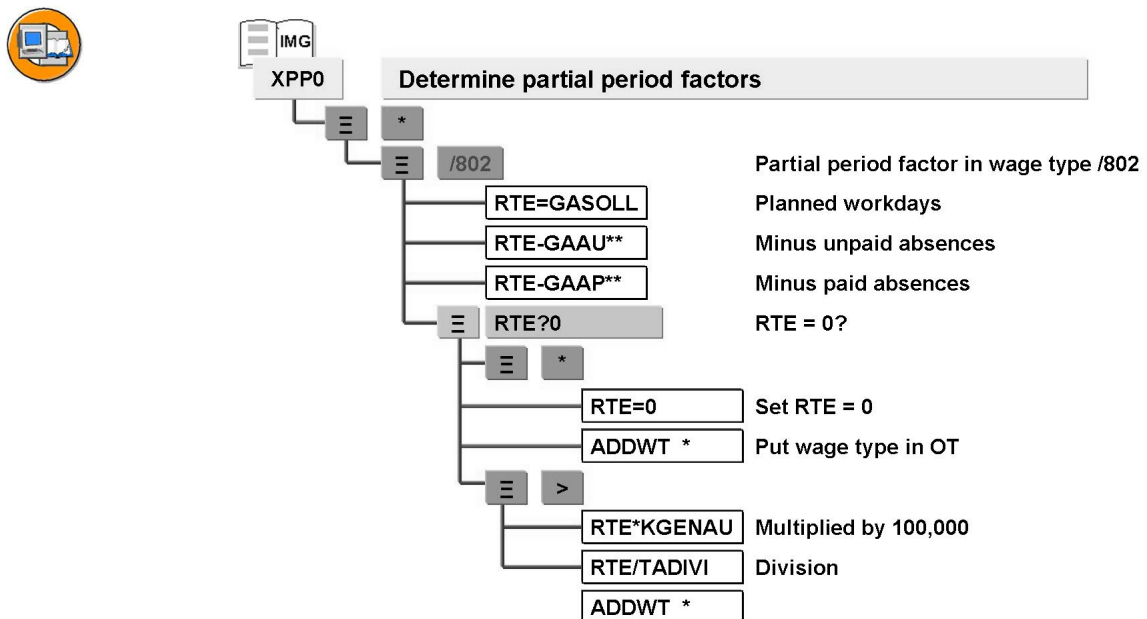 IMG
XPP0 Determine partial period factors
*
/802 Partial period factor in wage type /802
RTE=GASOLL Planned workdays
RTE-GAAU** Minus unpaid absences
RTE-GAAP** Minus paid absences
RTE?0 RTE = 0?
*
RTE=0 Set RTE = 0
ADDWT * Put wage type in OT
>
RTE*KGENAU Multiplied by 100,000
RTE/TADIVI Division
ADDWT *